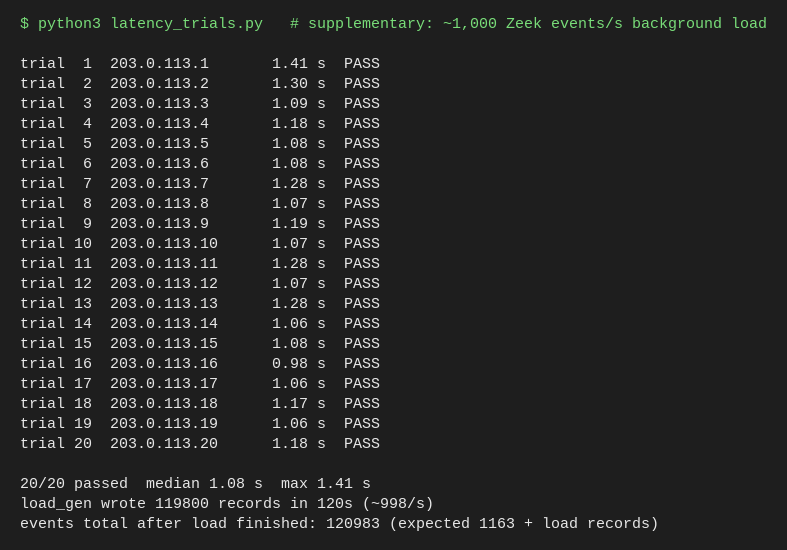 $ python3 latency_trials.py   # supplementary: ~1,000 Zeek events/s background load
trial  1  203.0.113.1       1.41 s  PASS
trial  2  203.0.113.2       1.30 s  PASS
trial  3  203.0.113.3       1.09 s  PASS
trial  4  203.0.113.4       1.18 s  PASS
trial  5  203.0.113.5       1.08 s  PASS
trial  6  203.0.113.6       1.08 s  PASS
trial  7  203.0.113.7       1.28 s  PASS
trial  8  203.0.113.8       1.07 s  PASS
trial  9  203.0.113.9       1.19 s  PASS
trial 10  203.0.113.10      1.07 s  PASS
trial 11  203.0.113.11      1.28 s  PASS
trial 12  203.0.113.12      1.07 s  PASS
trial 13  203.0.113.13      1.28 s  PASS
trial 14  203.0.113.14      1.06 s  PASS
trial 15  203.0.113.15      1.08 s  PASS
trial 16  203.0.113.16      0.98 s  PASS
trial 17  203.0.113.17      1.06 s  PASS
trial 18  203.0.113.18      1.17 s  PASS
trial 19  203.0.113.19      1.06 s  PASS
trial 20  203.0.113.20      1.18 s  PASS
20/20 passed  median 1.08 s  max 1.41 s
load_gen wrote 119800 records in 120s (~998/s)
events total after load finished: 120983 (expected 1163 + load records)